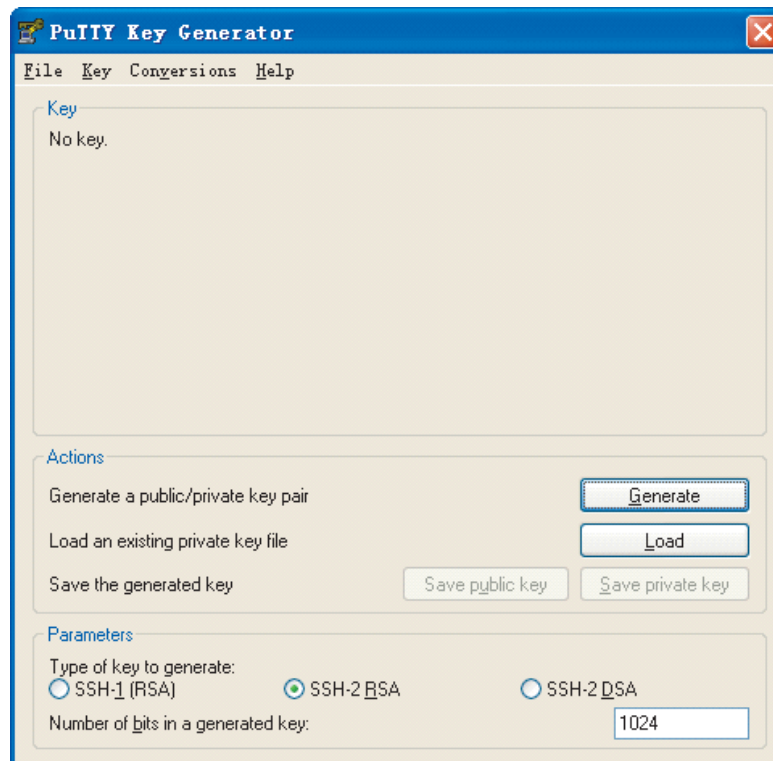 PuTTY Key Generator
File Key Conversions Help
Key
No key.
Actions
Generate a public/private key pair Generate
Load an existing private key file Load
Save the generated key Save public key Save private key
Parameters
Type of key to generate:
SSH-1 (RSA) SSH-2 RSA SSH-2 DSA
Number of bits in a generated key: 1024